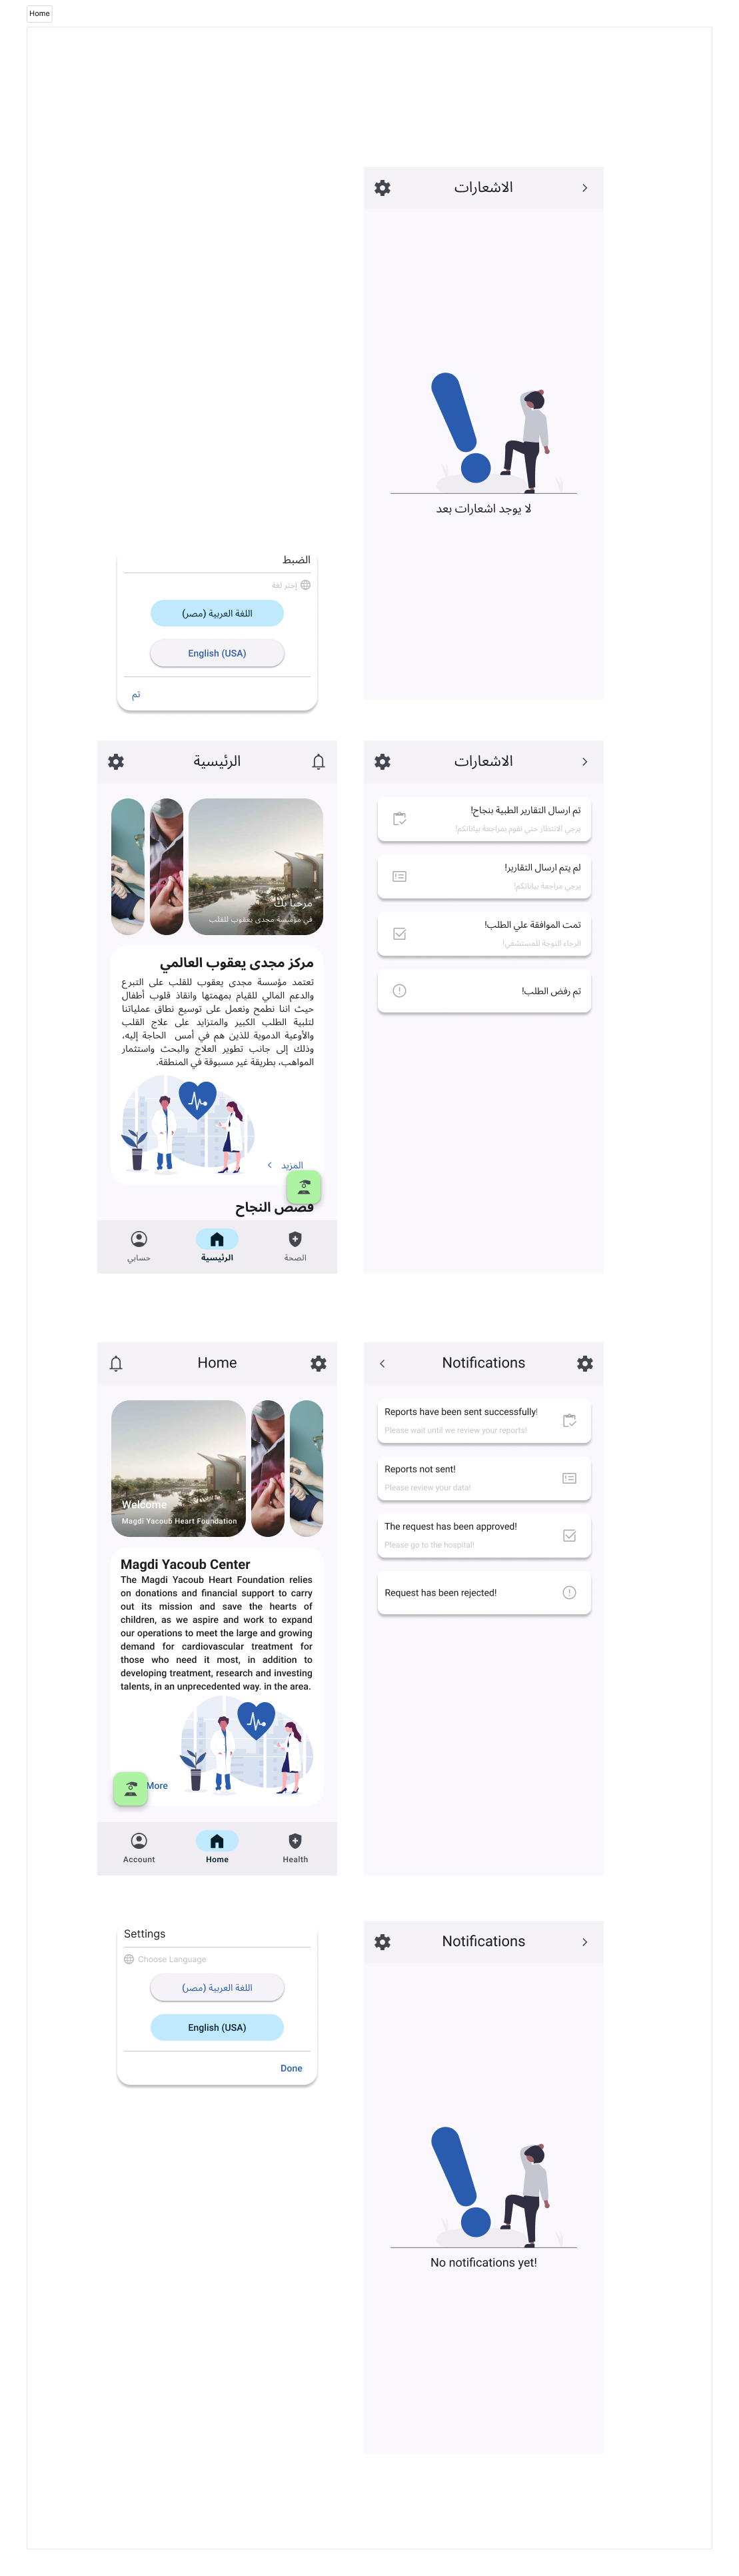 Home
الاشعارات
لا يوجد اشعارات بعد
الضبط
إختر لغة
اللغة العربية (مصر)
English (USA)
تم
الرئيسية
مرحبا بك
في مؤسسة مجدى يعقوب للقلب
مركز مجدى يعقوب العالمي
تعتمد مؤسسة مجدى يعقوب للقلب على التبرع
والدعم المالي للقيام بمهمتها وانقاذ قلوب أطفال
حيث اننا نطمح ونعمل على توسيع نطاق عملياتنا
لتلبية الطلب الكبير والمتزايد على علاج القلب
والأوعية الدموية للذين هم في أمس الحاجة إليه،
وذلك إلى جانب تطوير العلاج والبحث واستثمار
المواهب، بطريقة غير مسبوقة في المنطقة.
المزيد
قصص النجاح
حسابي
الرئيسية
الصحة
الاشعارات
تم ارسال التقارير الطبية بنجاح!
يرجي الانتظار حتي نقوم بمراجعة بياناتكم!
لم يتم ارسال التقارير!
يرجي مراجعة بياناتكم!
تمت الموافقة علي الطلب!
الرجاء التوجة للمستشفي!
تم رفض الطلب!
Home
Welcome
Magdi Yacoub Heart Foundation
Magdi Yacoub Center
The Magdi Yacoub Heart Foundation relies
on donations and financial support to carry
out its mission and save the hearts of
children, as we aspire and work to expand
our operations to meet the large and growing
demand for cardiovascular treatment for
those who need it most, in addition to
developing treatment, research and investing
talents, in an unprecedented way. in the area.
More
Account
Home
Health
Notifications
Reports have been sent successfully!
Please wait until we review your reports!
Reports not sent!
Please review your data!
The request has been approved!
Please go to the hospital!
Request has been rejected!
Settings
Choose Language
اللغة العربية (مصر)
English (USA)
Done
Notifications
No notifications yet!